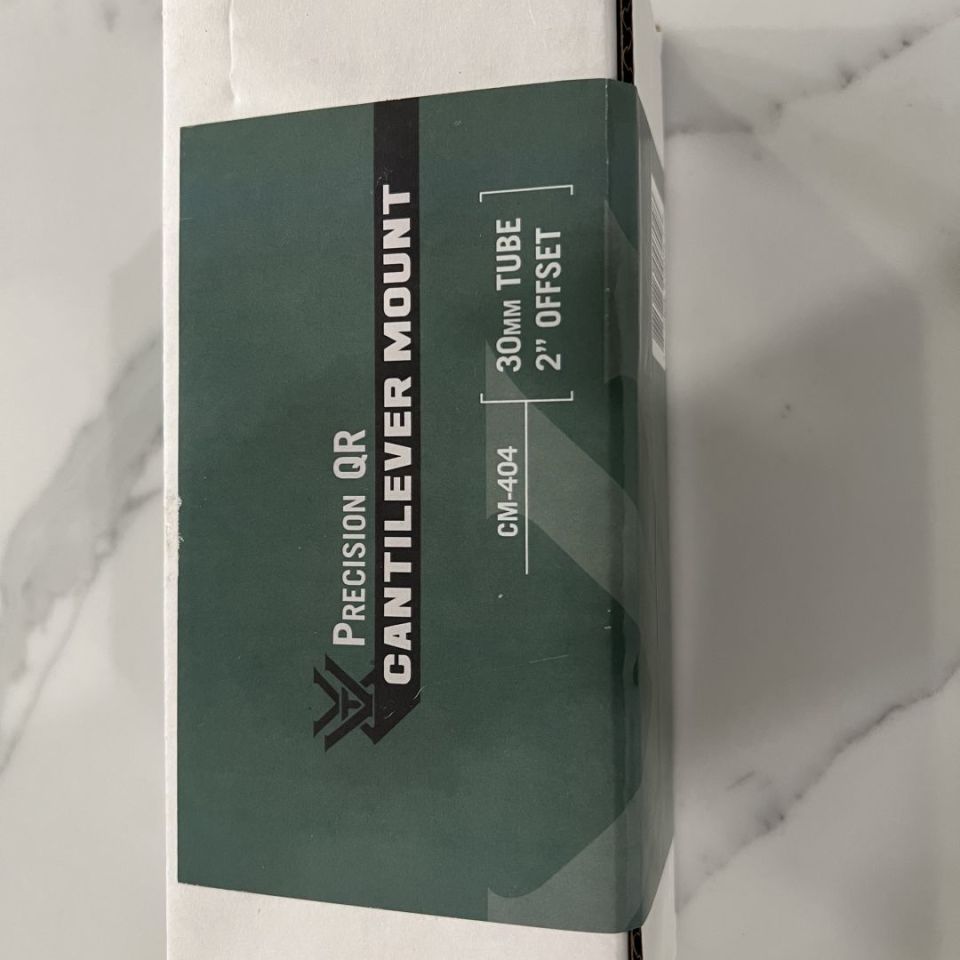 Precision QR
CANTILEVER MOUNT
CM-404
30mm TUBE
2” OFFSET